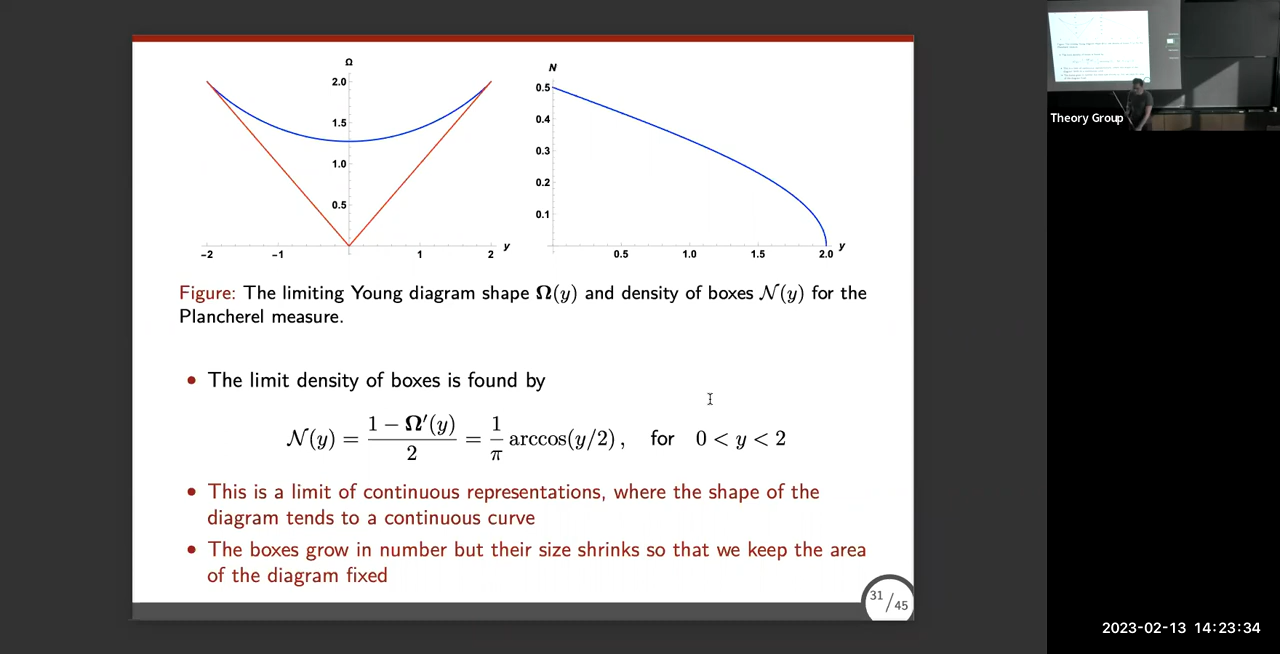 Ω
2.0
1.5
1.0
0.5
-2
-1
1
2
y
N
0.5
0.4
0.3
0.2
0.1
0.5
1.0
1.5
2.0
y
Figure: The limiting Young diagram shape Ω(y) and density of boxes 𝒩(y) for the
Plancherel measure.
• The limit density of boxes is found by
𝒩(y) = (1 − Ω′(y))/2 = 1/π arccos(y/2), for 0 < y < 2
• This is a limit of continuous representations, where the shape of the
diagram tends to a continuous curve
• The boxes grow in number but their size shrinks so that we keep the area
of the diagram fixed
31/45
Theory Group
2023-02-13 14:23:34